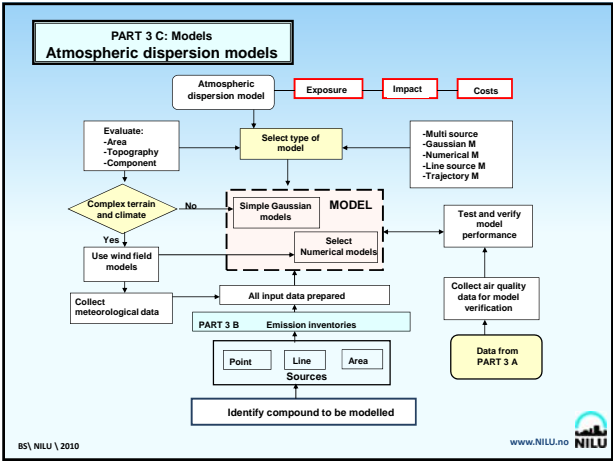 PART 3 C: Models
Atmospheric dispersion models
Atmospheric
dispersion model
Exposure
Impact
Costs
Evaluate:
-Area
-Topography
-Component
Select type of
model
-Multi source
-Gaussian M
-Numerical M
-Line source M
-Trajectory M
Complex terrain
and climate
No
Yes
Simple Gaussian
models
MODEL
Select
Numerical models
Test and verify
model
performance
Use wind field
models
Collect
meteorological data
All input data prepared
Collect air quality
data for model
verification
PART 3 B Emission inventories
Point
Line
Area
Sources
Data from
PART 3 A
Identify compound to be modelled
BS\ NILU \ 2010
www.NILU.no
NILU